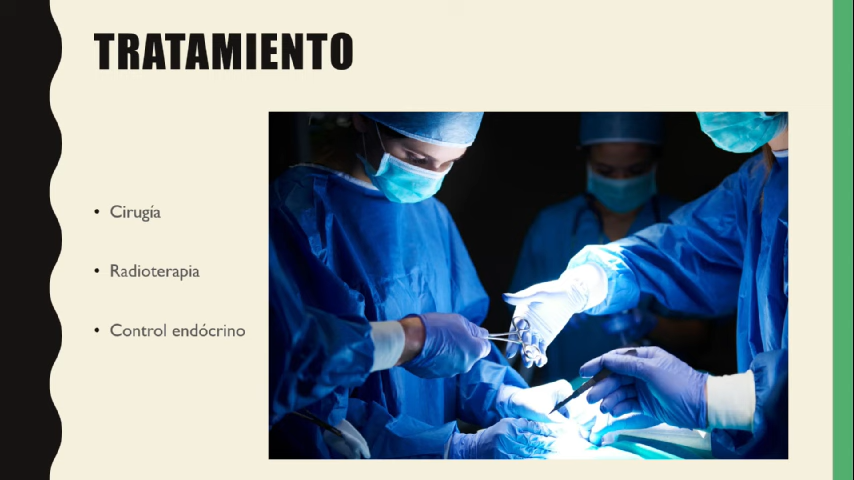 TRATAMIENTO
• Cirugía
• Radioterapia
• Control endócrino